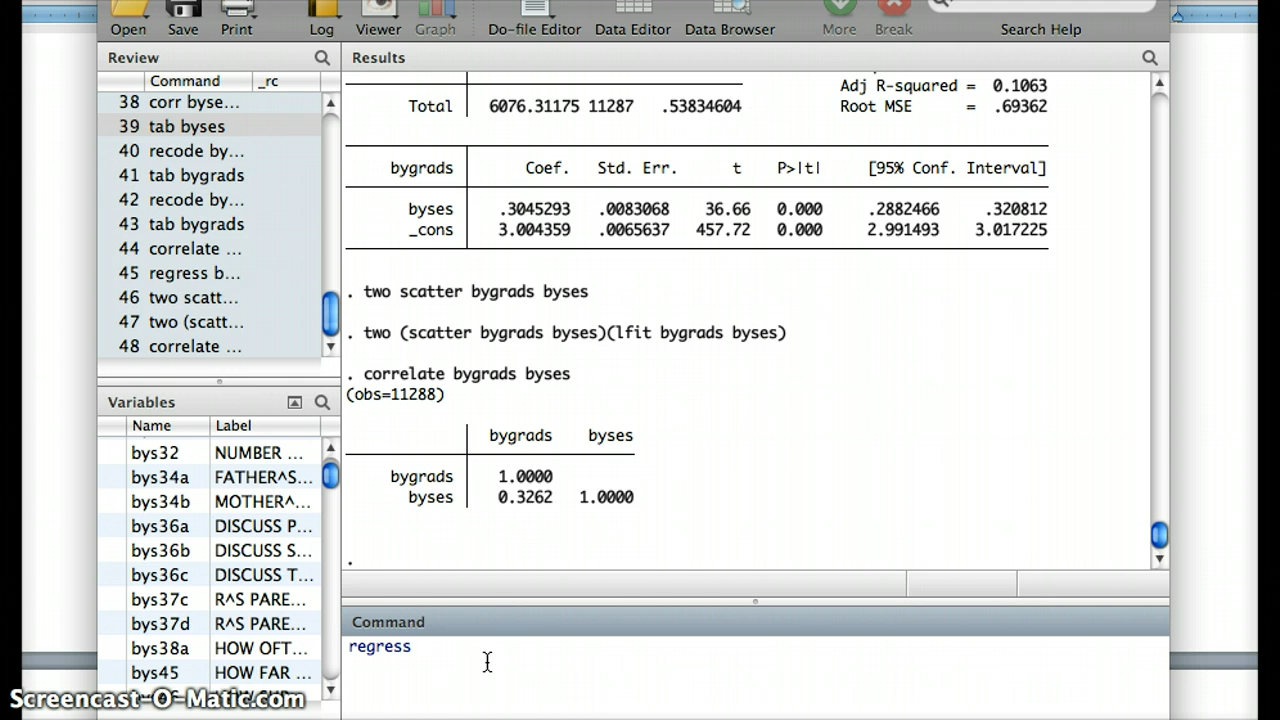 Open Save Print Log Viewer Graph Do-file Editor Data Editor Data Browser More Break Search Help
Review
Command _rc
38 corr byse...
39 tab byses
40 recode by...
41 tab bygrads
42 recode by...
43 tab bygrads
44 correlate ...
45 regress b...
46 two scatt...
47 two (scatt...
48 correlate ...
Variables
Name Label
bys32 NUMBER ...
bys34a FATHER^S...
bys34b MOTHER^...
bys36a DISCUSS P...
bys36b DISCUSS S...
bys36c DISCUSS T...
bys37c R^S PARE...
bys37d R^S PARE...
bys38a HOW OFT...
bys45 HOW FAR ...
Results
Adj R-squared = 0.1063
Total 6076.31175 11287 .53834604 Root MSE = .69362
bygrads Coef. Std. Err. t P>|t| [95% Conf. Interval]
byses .3045293 .0083068 36.66 0.000 .2882466 .320812
_cons 3.004359 .0065637 457.72 0.000 2.991493 3.017225
. two scatter bygrads byses
. two (scatter bygrads byses)(lfit bygrads byses)
. correlate bygrads byses
(obs=11288)
bygrads byses
bygrads 1.0000
byses 0.3262 1.0000
.
Command
regress
Screencast-O-Matic.com